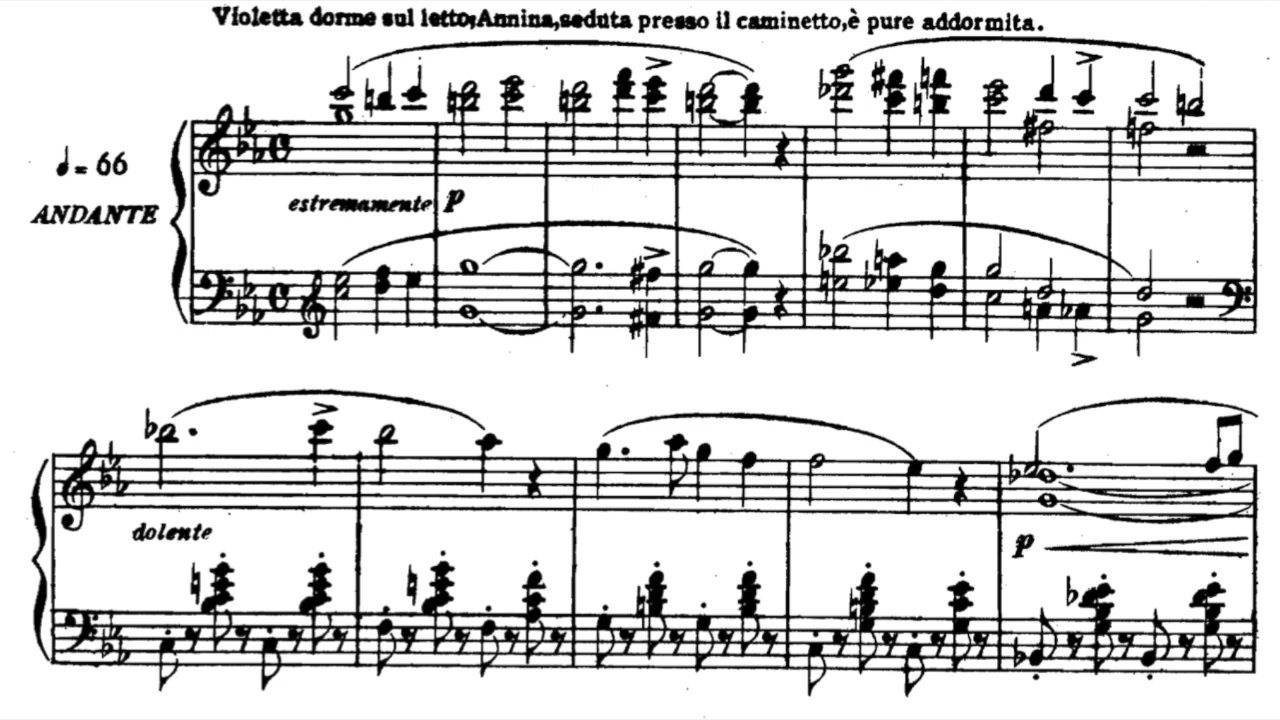 Violetta dorme sul letto; Annina, seduta presso il caminetto, è pure addormita.
♩ = 66
ANDANTE
estremamente p
dolente
p